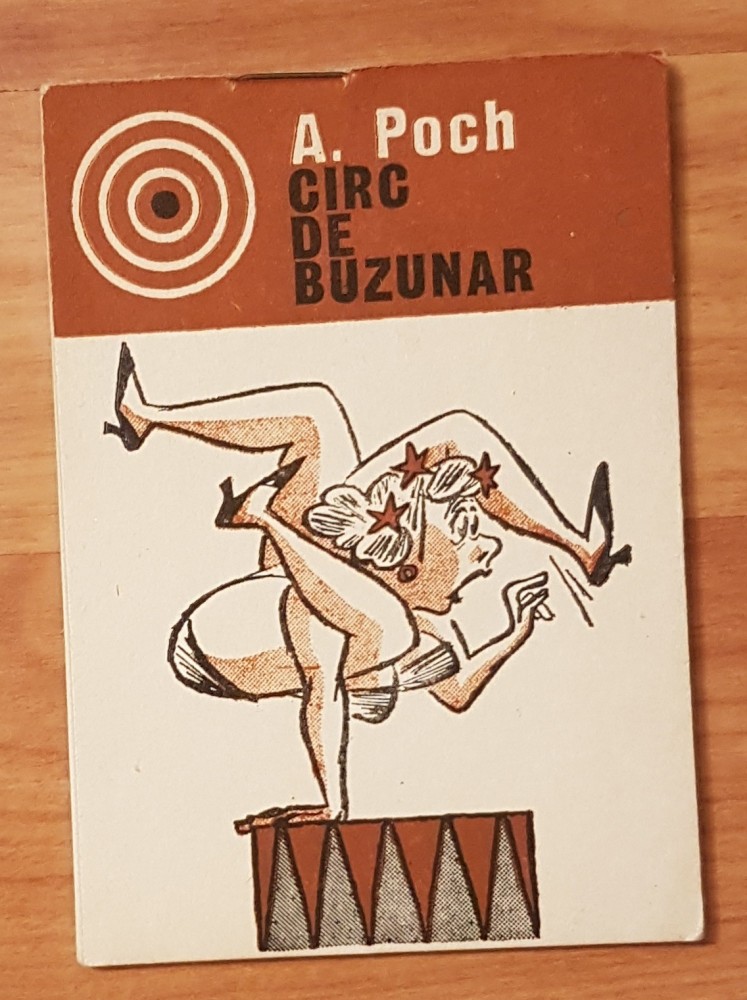 A. Poch
CIRC
DE
BUZUNAR